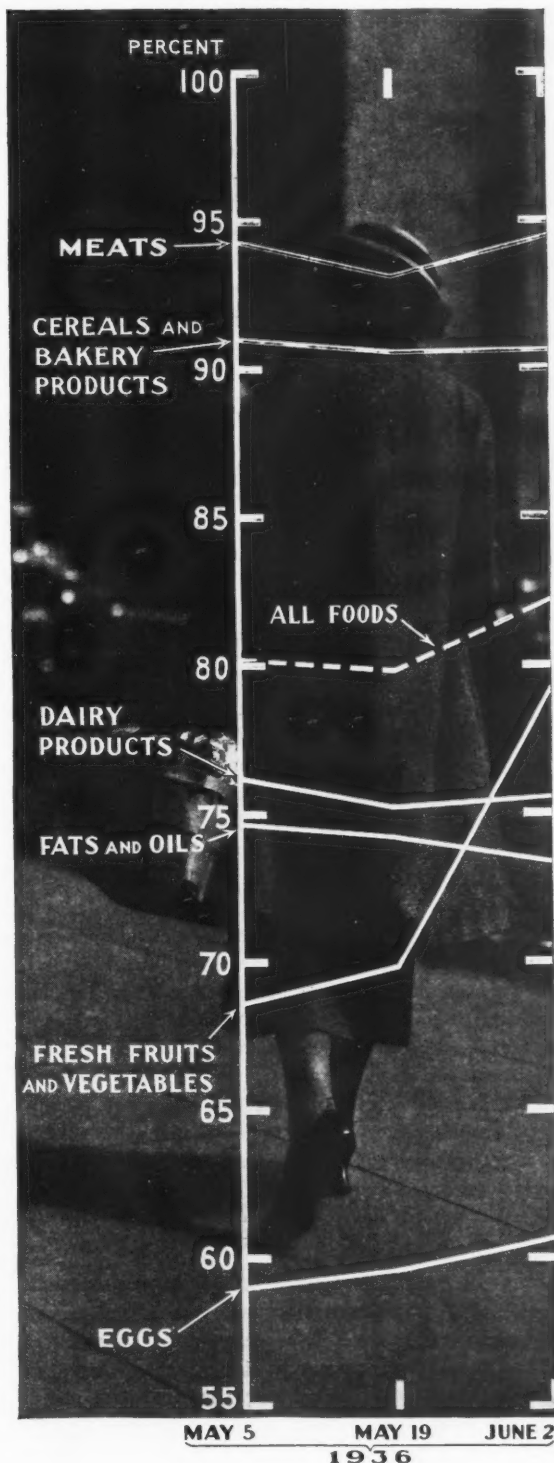 PERCENT
100
95
MEATS
CEREALS AND
BAKERY
PRODUCTS
90
85
ALL FOODS
80
DAIRY
PRODUCTS
75
FATS AND OILS
70
FRESH FRUITS
AND VEGETABLES
65
60
EGGS
55
MAY 5 MAY 19 JUNE 2
1936